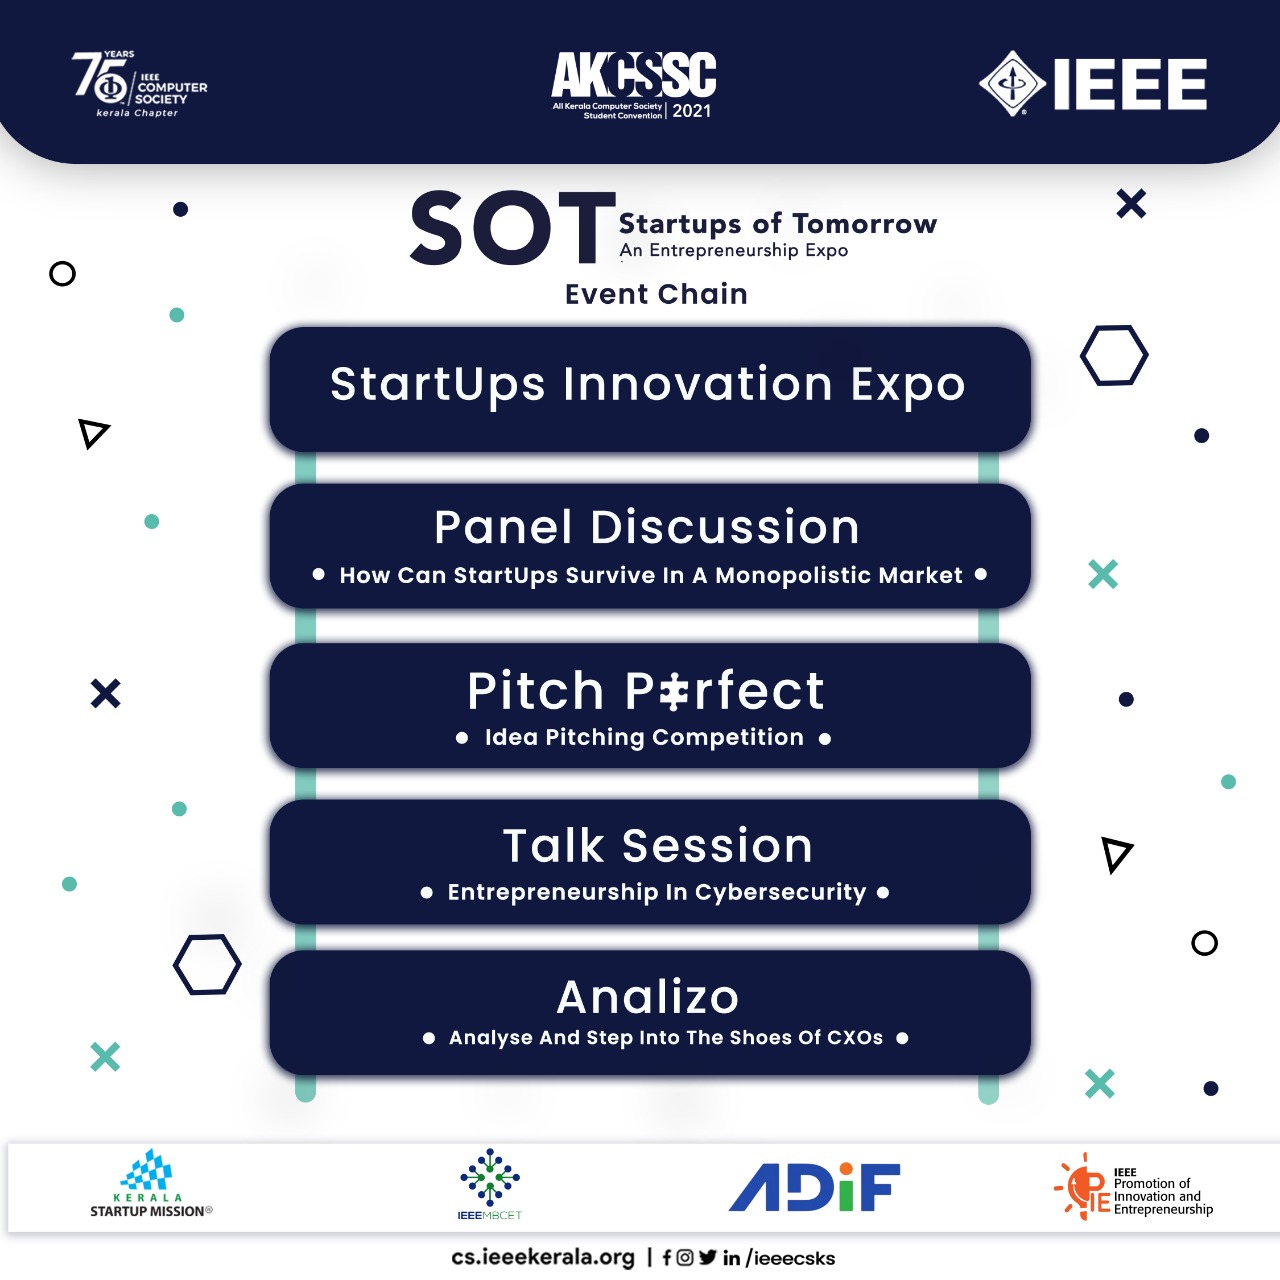 75 YEARS
IEEE
COMPUTER
SOCIETY
kerala Chapter
AKCSSC
All Kerala Computer Society
Student Convention | 2021
IEEE
SOT
Startups of Tomorrow
An Entrepreneurship Expo
Event Chain
StartUps Innovation Expo
Panel Discussion
• How Can StartUps Survive In A Monopolistic Market •
Pitch Perfect
• Idea Pitching Competition •
Talk Session
• Entrepreneurship In Cybersecurity •
Analizo
• Analyse And Step Into The Shoes Of CXOs •
KERALA
STARTUP MISSION®
IEEEMBCET
ADiF
PIE
IEEE
Promotion of
Innovation and
Entrepreneurship
cs.ieeekerala.org | /ieeecsks